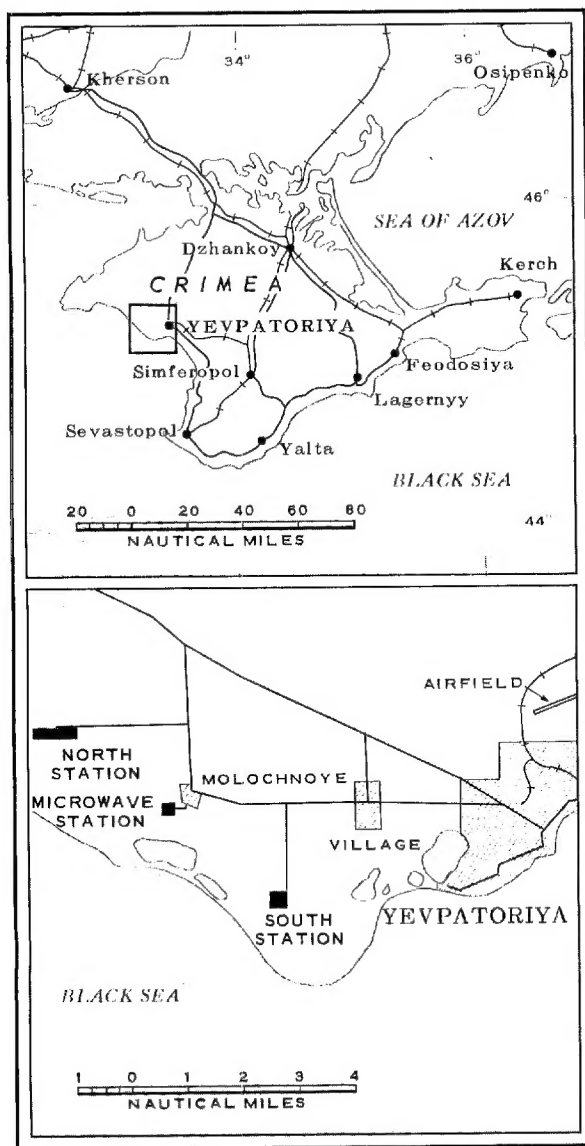 34°
36°
Kherson
Osipenko
46°
SEA OF AZOV
Dzhankoy
Kerch
CRIMEA
YEVPATORIYA
Simferopol
Feodosiya
Lagernyy
Sevastopol
Yalta
BLACK SEA
20 0 20 40 60 80
NAUTICAL MILES
44°
AIRFIELD
NORTH
STATION
MOLOCHNOYE
MICROWAVE
STATION
VILLAGE
SOUTH
STATION
YEVPATORIYA
BLACK SEA
1 0 1 2 3 4
NAUTICAL MILES